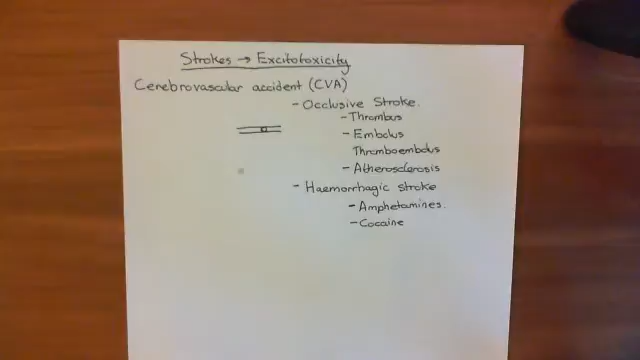 Strokes → Excitotoxicity
Cerebrovascular accident (CVA)
- Occlusive Stroke.
- Thrombus
- Embolus
Thromboembolus
- Atherosclerosis
- Haemorrhagic stroke
- Amphetamines.
- Cocaine